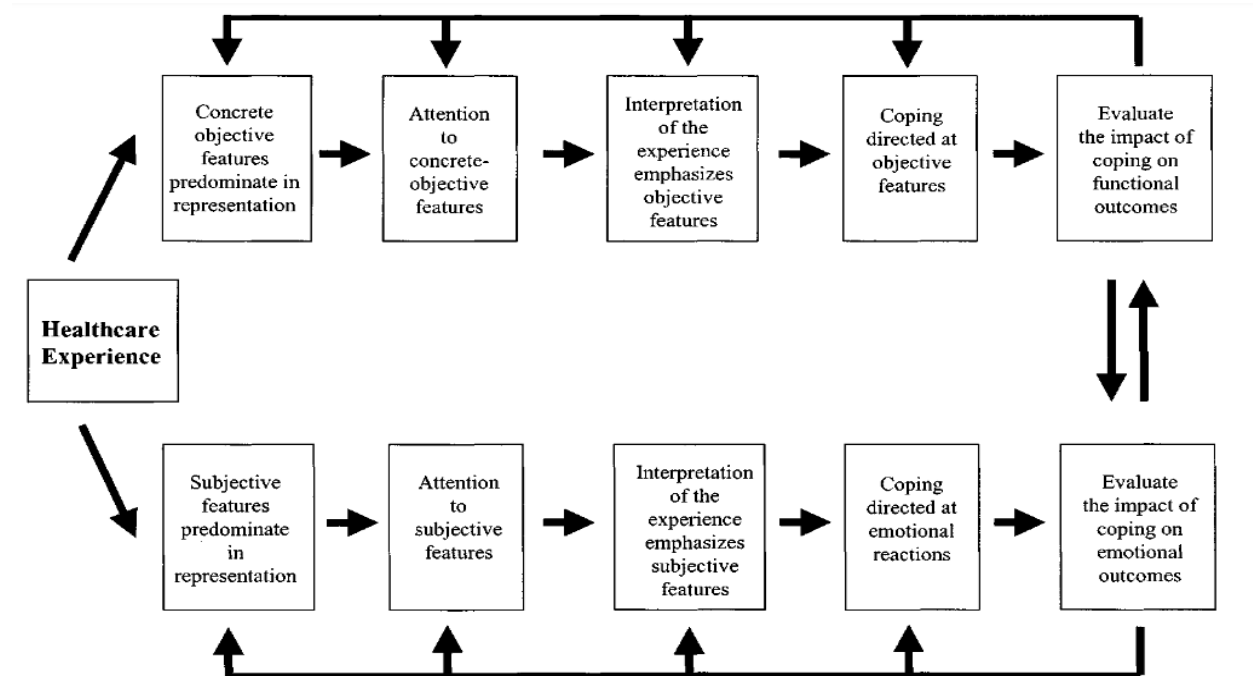 Concrete
objective
features
predominate in
representation
Attention
to
concrete-
objective
features
Interpretation
of the
experience
emphasizes
objective
features
Coping
directed at
objective
features
Evaluate
the impact of
coping on
functional
outcomes
Healthcare
Experience
Subjective
features
predominate
in
representation
Attention
to
subjective
features
Interpretation
of the
experience
emphasizes
subjective
features
Coping
directed at
emotional
reactions
Evaluate
the impact of
coping on
emotional
outcomes